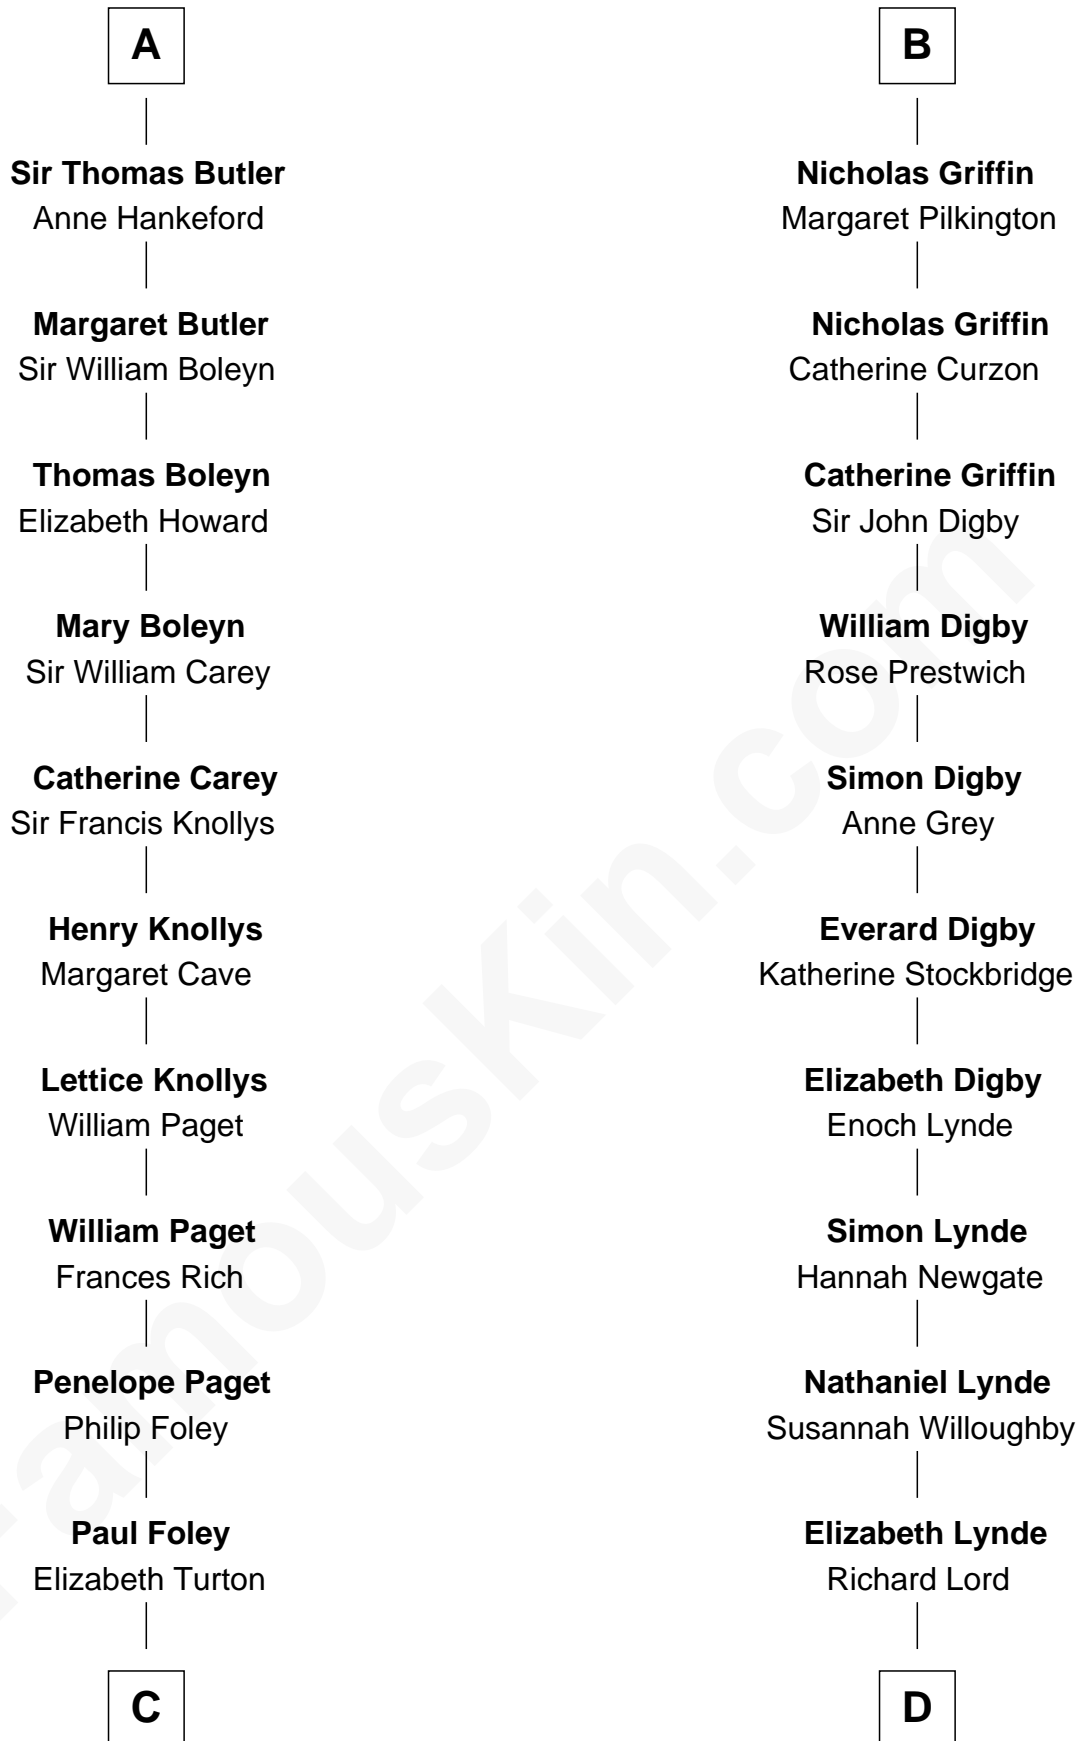 A
Sir Thomas Butler
Anne Hankeford
Margaret Butler
Sir William Boleyn
Thomas Boleyn
Elizabeth Howard
Mary Boleyn
Sir William Carey
Catherine Carey
Sir Francis Knollys
Henry Knollys
Margaret Cave
Lettice Knollys
William Paget
William Paget
Frances Rich
Penelope Paget
Philip Foley
Paul Foley
Elizabeth Turton
C
B
Nicholas Griffin
Margaret Pilkington
Nicholas Griffin
Catherine Curzon
Catherine Griffin
Sir John Digby
William Digby
Rose Prestwich
Simon Digby
Anne Grey
Everard Digby
Katherine Stockbridge
Elizabeth Digby
Enoch Lynde
Simon Lynde
Hannah Newgate
Nathaniel Lynde
Susannah Willoughby
Elizabeth Lynde
Richard Lord
D
FamousKin.com